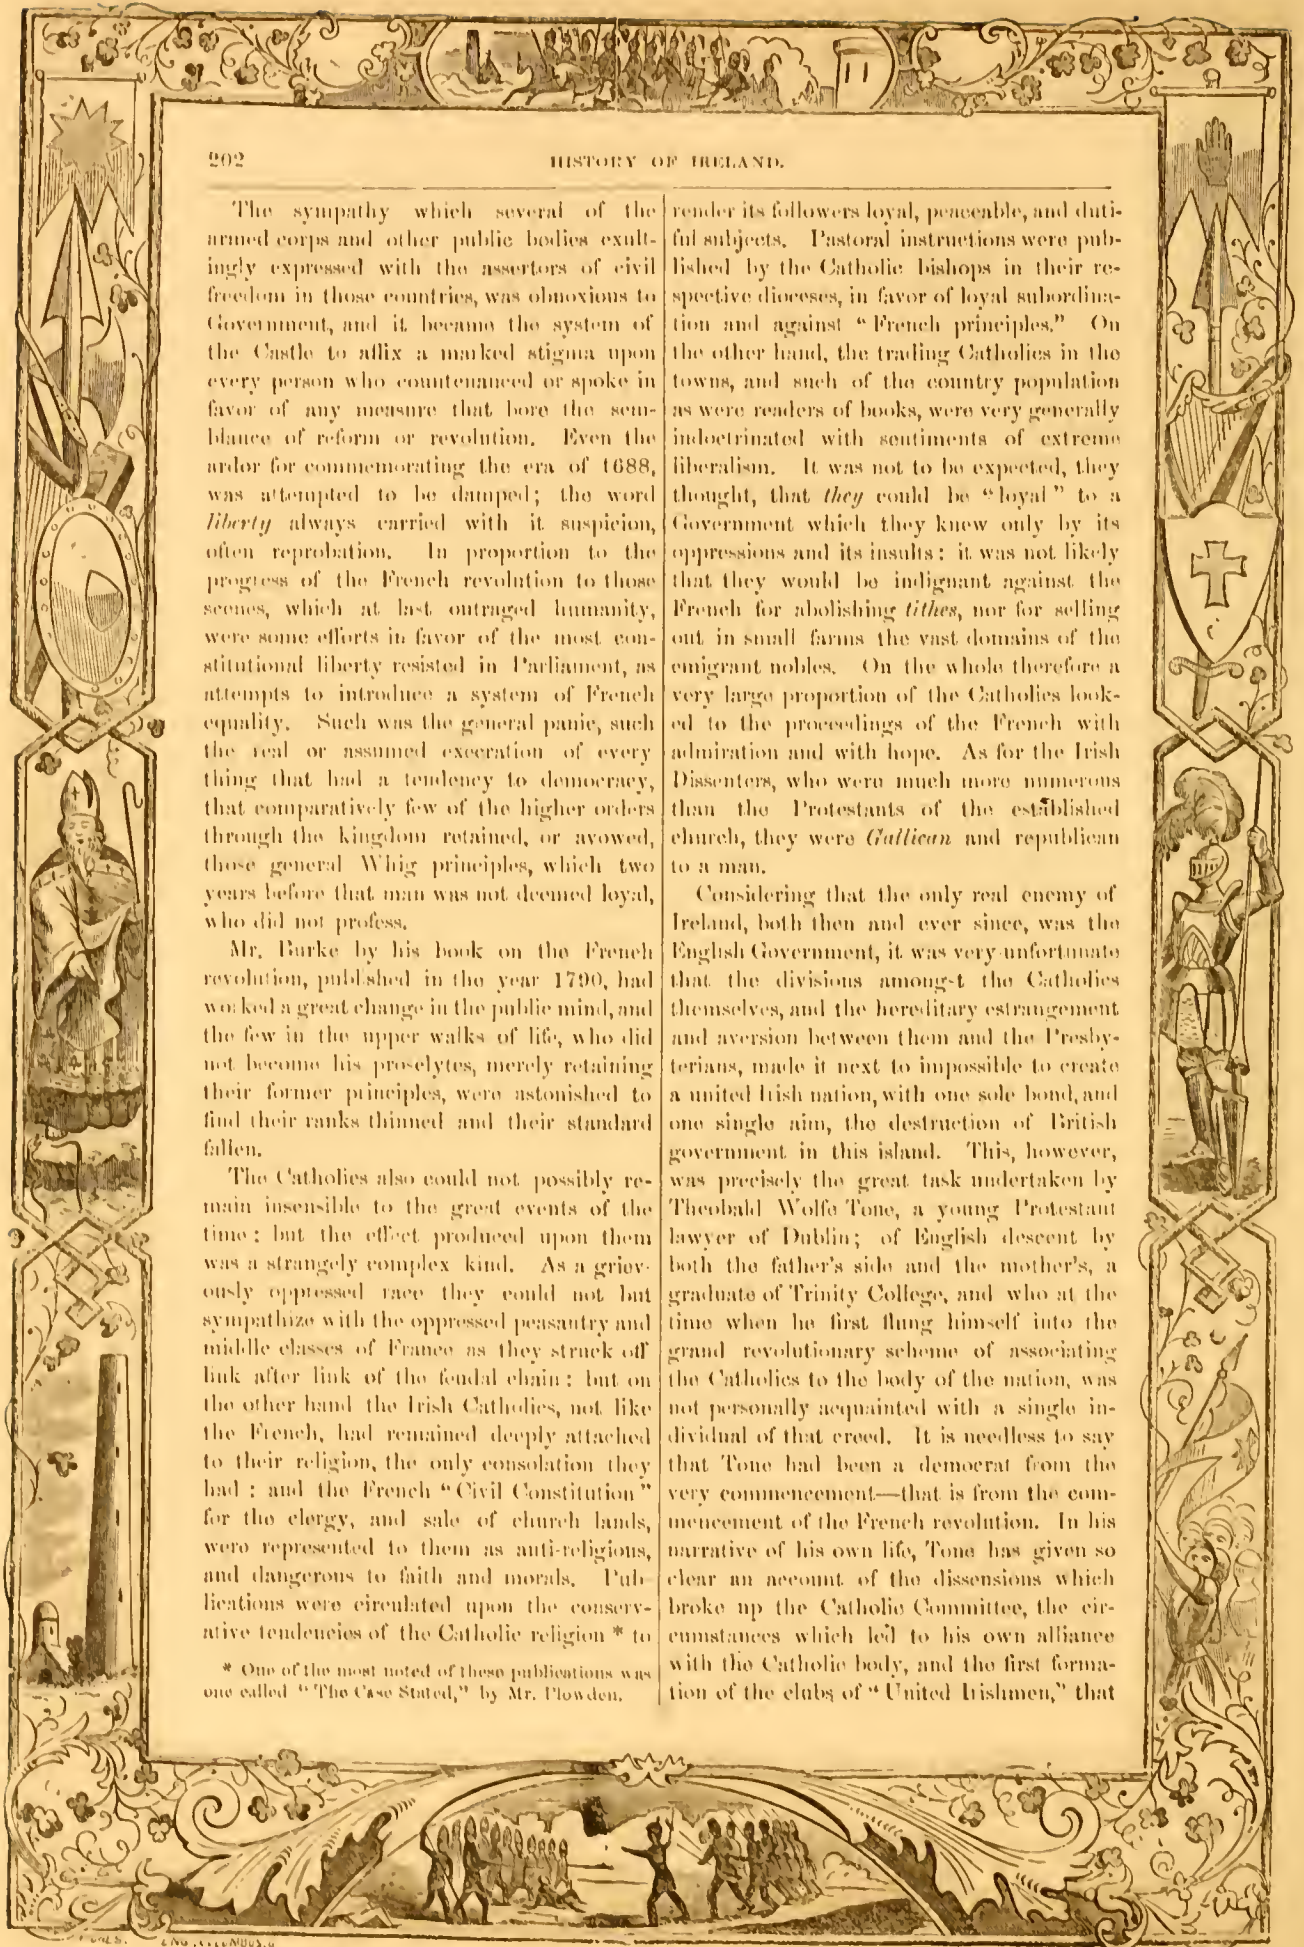 202
HISTORY OF IRELAND.
The sympathy which several of the
armed corps and other public bodies exult-
ingly expressed with the assertors of civil
freedom in those countries, was obnoxious to
Government, and it became the system of
the Castle to affix a marked stigma upon
every person who countenanced or spoke in
favor of any measure that bore the sem-
blance of reform or revolution. Even the
ardor for commemorating the era of 1688,
was attempted to be damped; the word
liberty always carried with it suspicion,
often reprobation. In proportion to the
progress of the French revolution to those
scenes, which at last outraged humanity,
were some efforts in favor of the most con-
stitutional liberty resisted in Parliament, as
attempts to introduce a system of French
equality. Such was the general panic, such
the real or assumed execration of every
thing that had a tendency to democracy,
that comparatively few of the higher orders
through the kingdom retained, or avowed,
those general Whig principles, which two
years before that man was not deemed loyal,
who did not profess.
Mr. Burke by his book on the French
revolution, published in the year 1790, had
worked a great change in the public mind, and
the few in the upper walks of life, who did
not become his proselytes, merely retaining
their former principles, were astonished to
find their ranks thinned and their standard
fallen.
The Catholics also could not possibly re-
main insensible to the great events of the
time: but the effect produced upon them
was a strangely complex kind. As a griev-
ously oppressed race they could not but
sympathize with the oppressed peasantry and
middle classes of France as they struck off
link after link of the feudal chain: but on
the other hand the Irish Catholics, not like
the French, had remained deeply attached
to their religion, the only consolation they
had: and the French "Civil Constitution"
for the clergy, and sale of church lands,
were represented to them as anti-religious,
and dangerous to faith and morals. Pub-
lications were circulated upon the conserv-
ative tendencies of the Catholic religion * to
* One of the most noted of these publications was
one called "The Case Stated," by Mr. Plowden.
render its followers loyal, peaceable, and duti-
ful subjects. Pastoral instructions were pub-
lished by the Catholic bishops in their re-
spective dioceses, in favor of loyal subordina-
tion and against "French principles." On
the other hand, the trading Catholics in the
towns, and such of the country population
as were readers of books, were very generally
indoctrinated with sentiments of extreme
liberalism. It was not to be expected, they
thought, that they could be "loyal" to a
Government which they knew only by its
oppressions and its insults: it was not likely
that they would be indignant against the
French for abolishing tithes, nor for selling
out in small farms the vast domains of the
emigrant nobles. On the whole therefore a
very large proportion of the Catholics look-
ed to the proceedings of the French with
admiration and with hope. As for the Irish
Dissenters, who were much more numerous
than the Protestants of the established
church, they were Gallican and republican
to a man.
Considering that the only real enemy of
Ireland, both then and ever since, was the
English Government, it was very unfortunate
that the divisions amongst the Catholics
themselves, and the hereditary estrangement
and aversion between them and the Presby-
terians, made it next to impossible to create
a united Irish nation, with one sole bond, and
one single aim, the destruction of British
government in this island. This, however,
was precisely the great task undertaken by
Theobald Wolfe Tone, a young Protestant
lawyer of Dublin; of English descent by
both the father's side and the mother's, a
graduate of Trinity College, and who at the
time when he first flung himself into the
grand revolutionary scheme of associating
the Catholics to the body of the nation, was
not personally acquainted with a single in-
dividual of that creed. It is needless to say
that Tone had been a democrat from the
very commencement—that is from the com-
mencement of the French revolution. In his
narrative of his own life, Tone has given so
clear an account of the dissensions which
broke up the Catholic Committee, the cir-
cumstances which led to his own alliance
with the Catholic body, and the first forma-
tion of the clubs of "United Irishmen," that